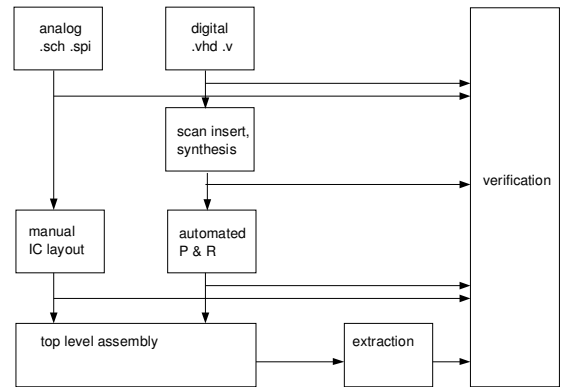 analog
.sch .spi
digital
.vhd .v
scan insert,
synthesis
verification
manual
IC layout
automated
P & R
top level assembly
extraction